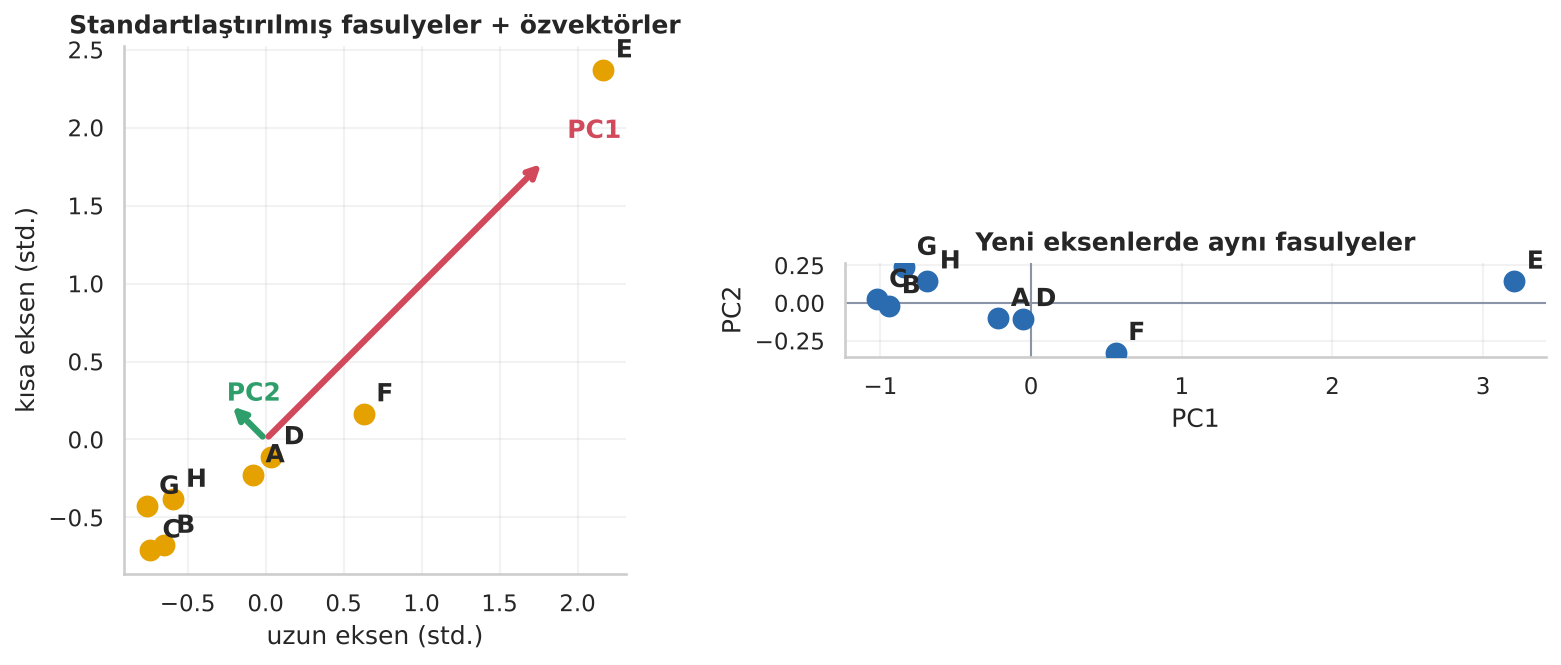 Standartlaştırılmış fasulyeler + özvektörler
2.5
2.0
1.5
1.0
0.5
0.0
−0.5
kısa eksen (std.)
E
PC1
PC2
F
D
A
G
H
C
B
−0.5
0.0
0.5
1.0
1.5
2.0
uzun eksen (std.)
Yeni eksenlerde aynı fasulyeler
0.25
0.00
−0.25
PC2
G
H
C
B
A
D
F
E
−1
0
1
2
3
PC1